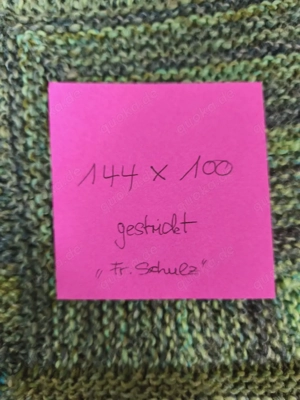 144 x 100
gestrickt
„Fr. Schulz"